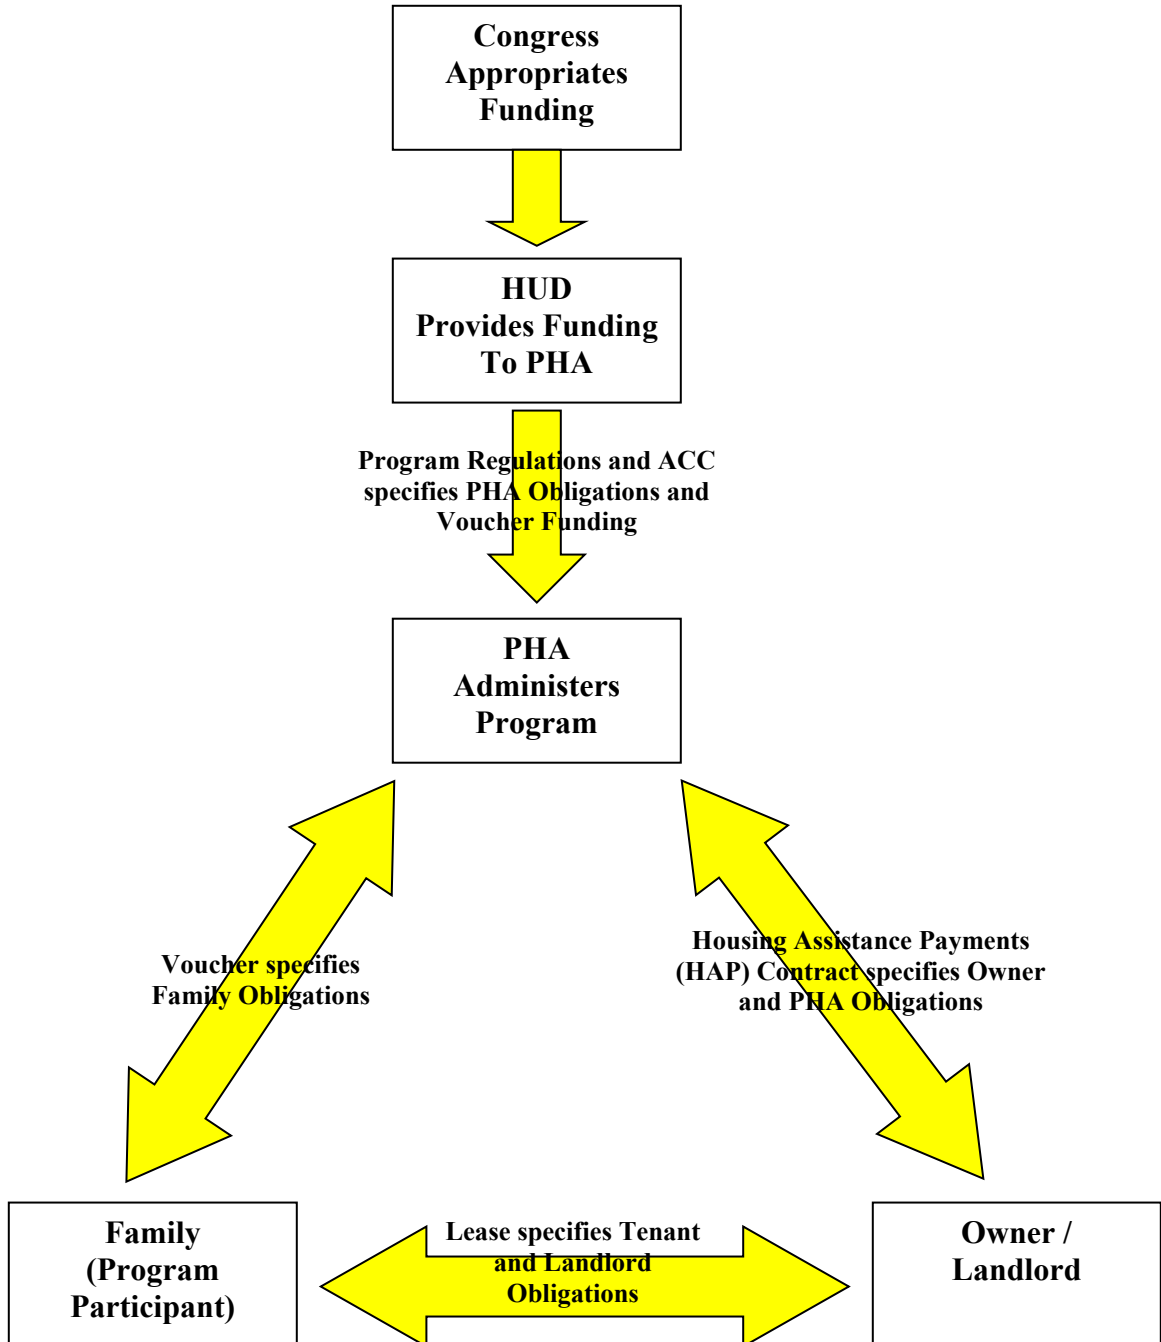 Congress
Appropriates
Funding
HUD
Provides Funding
To PHA
Program Regulations and ACC
specifies PHA Obligations and
Voucher Funding
PHA
Administers
Program
Voucher specifies
Family Obligations
Housing Assistance Payments
(HAP) Contract specifies Owner
and PHA Obligations
Family
(Program
Participant)
Lease specifies Tenant
and Landlord
Obligations
Owner /
Landlord